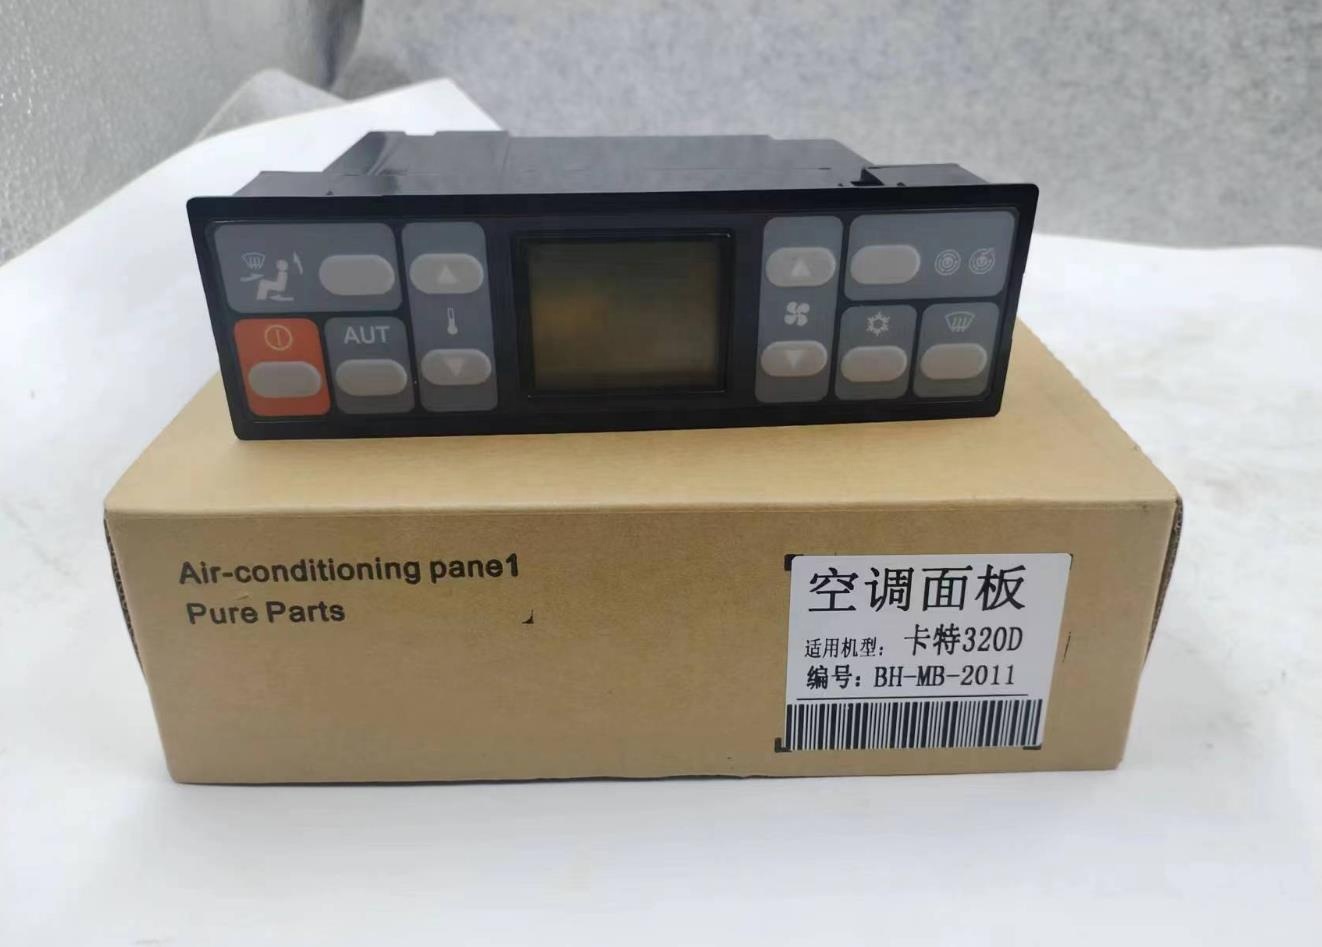 AUT
Air-conditioning pane1
Pure Parts
空调面板
适用机型：卡特320D
编号：BH-MB-2011